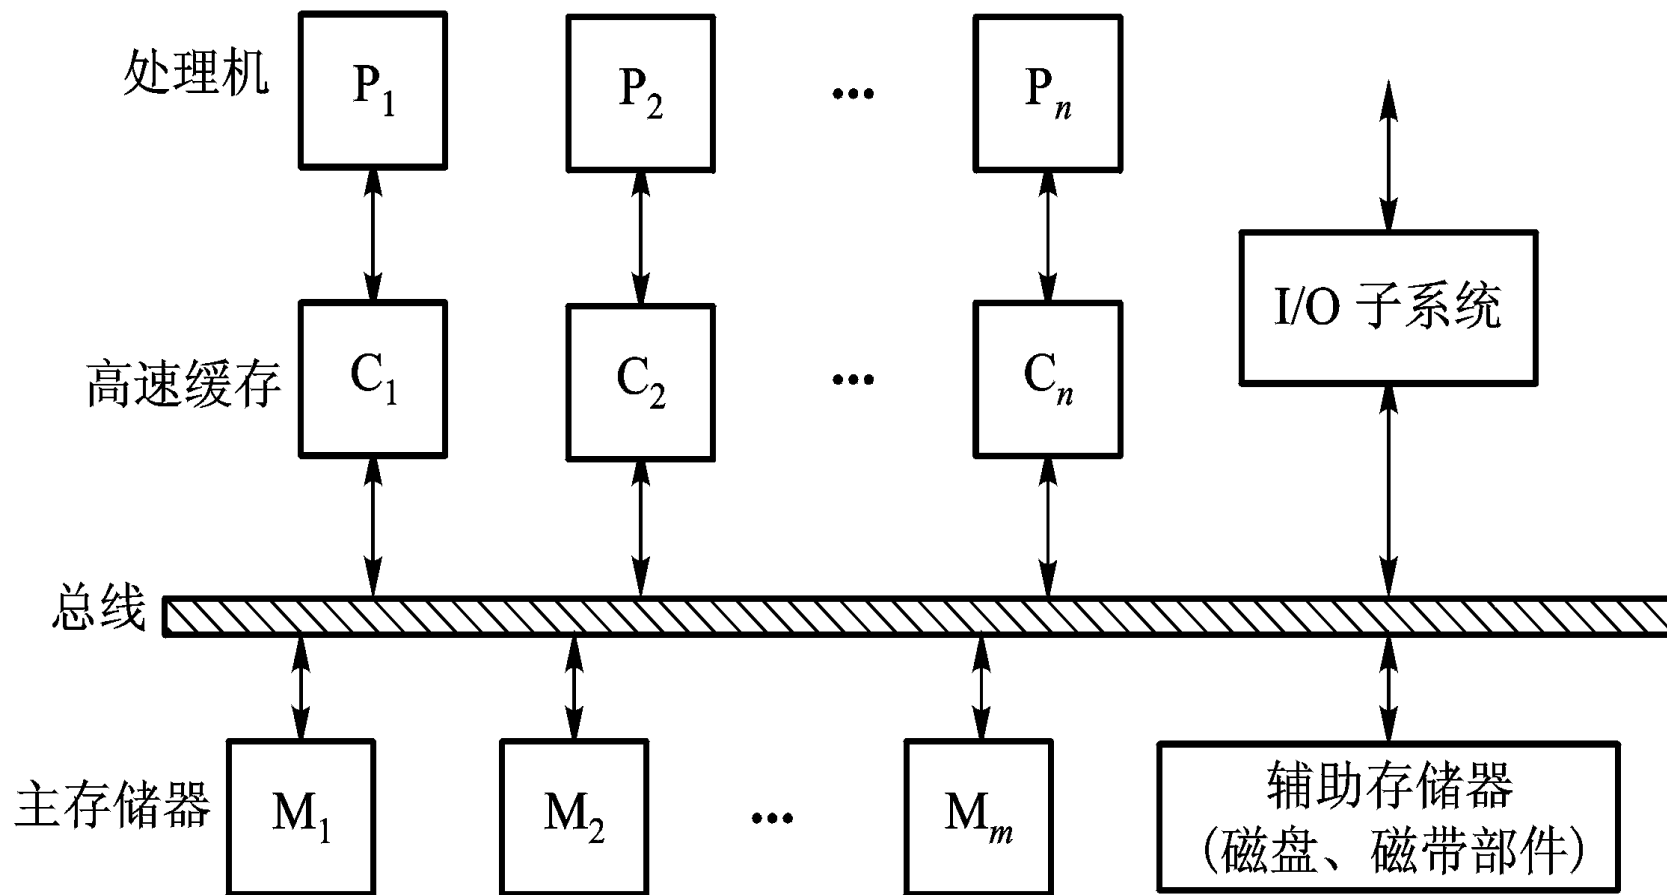 处理机 P₁ P₂ ••• Pₙ
I/O 子系统
高速缓存 C₁ C₂ ••• Cₙ
总线
主存储器 M₁ M₂ ••• Mₘ
辅助存储器
(磁盘、磁带部件)